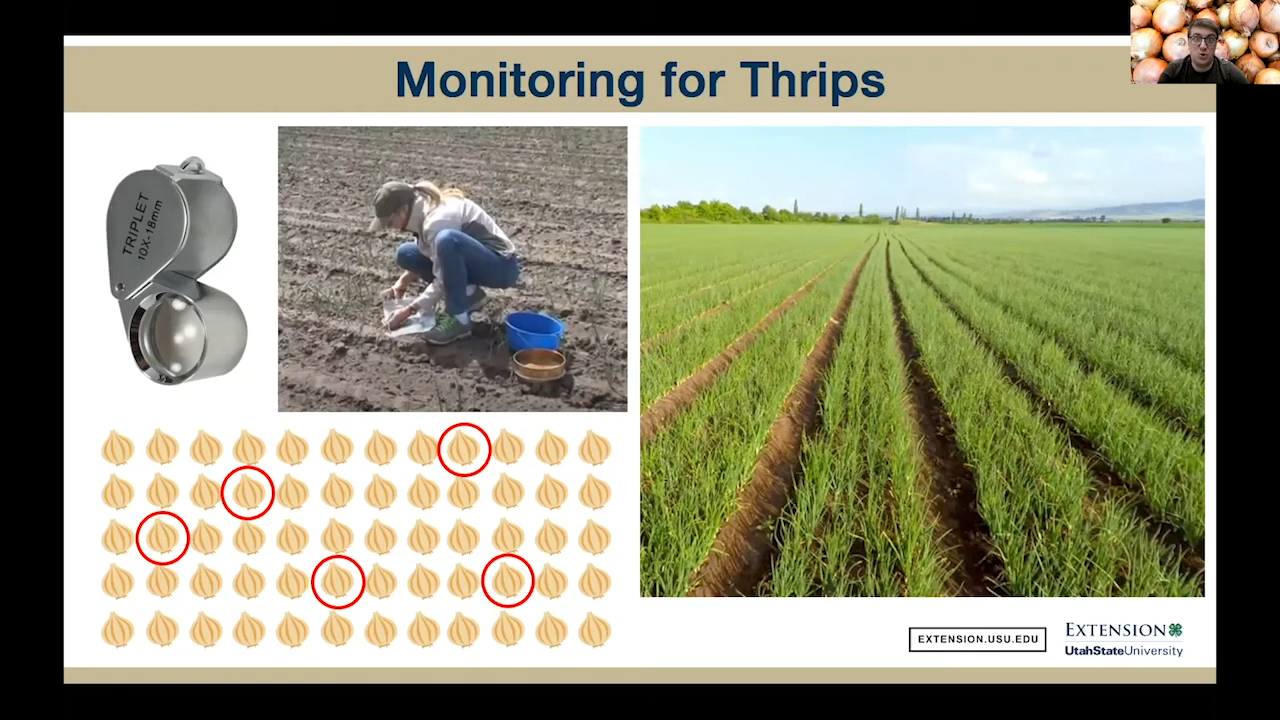 Monitoring for Thrips
TRIPLET
10X-18mm
EXTENSION.USU.EDU
EXTENSION
UtahStateUniversity